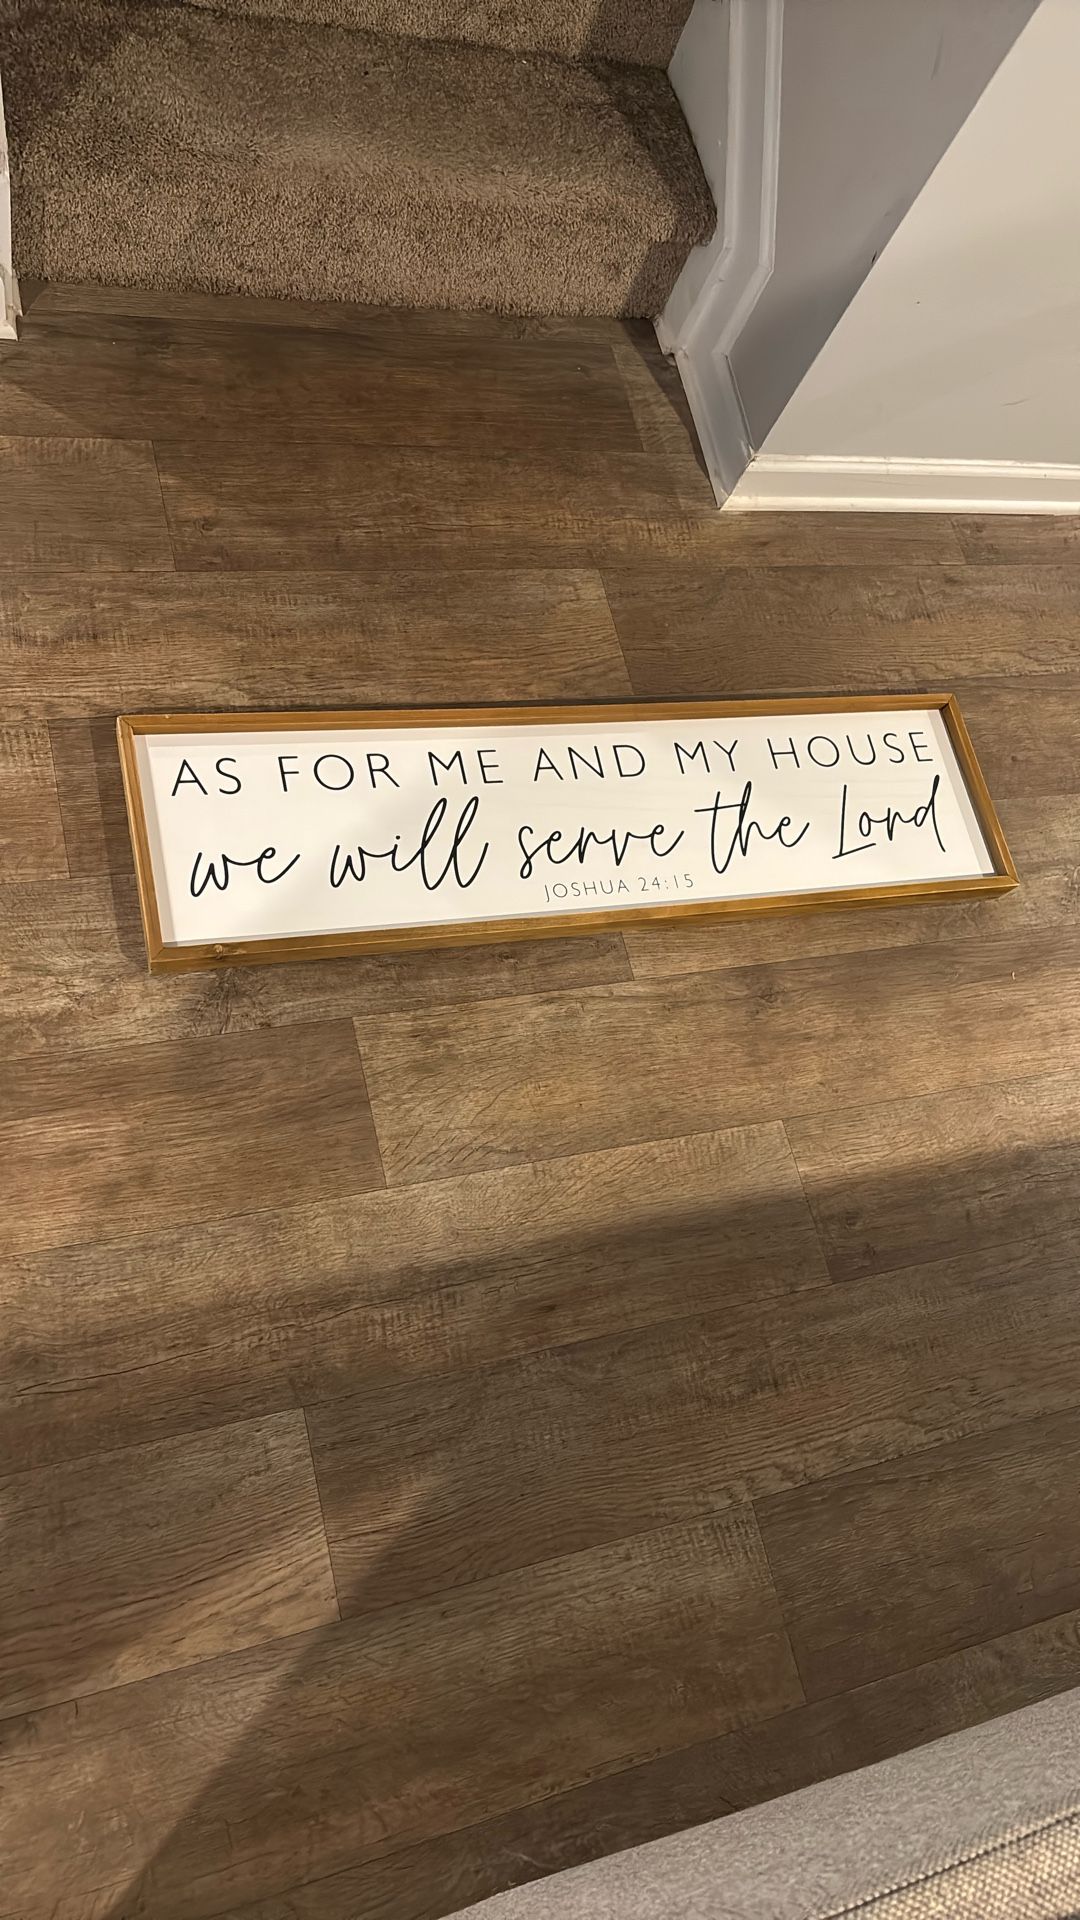 AS FOR ME AND MY HOUSE
we will serve the Lord
JOSHUA 24:15